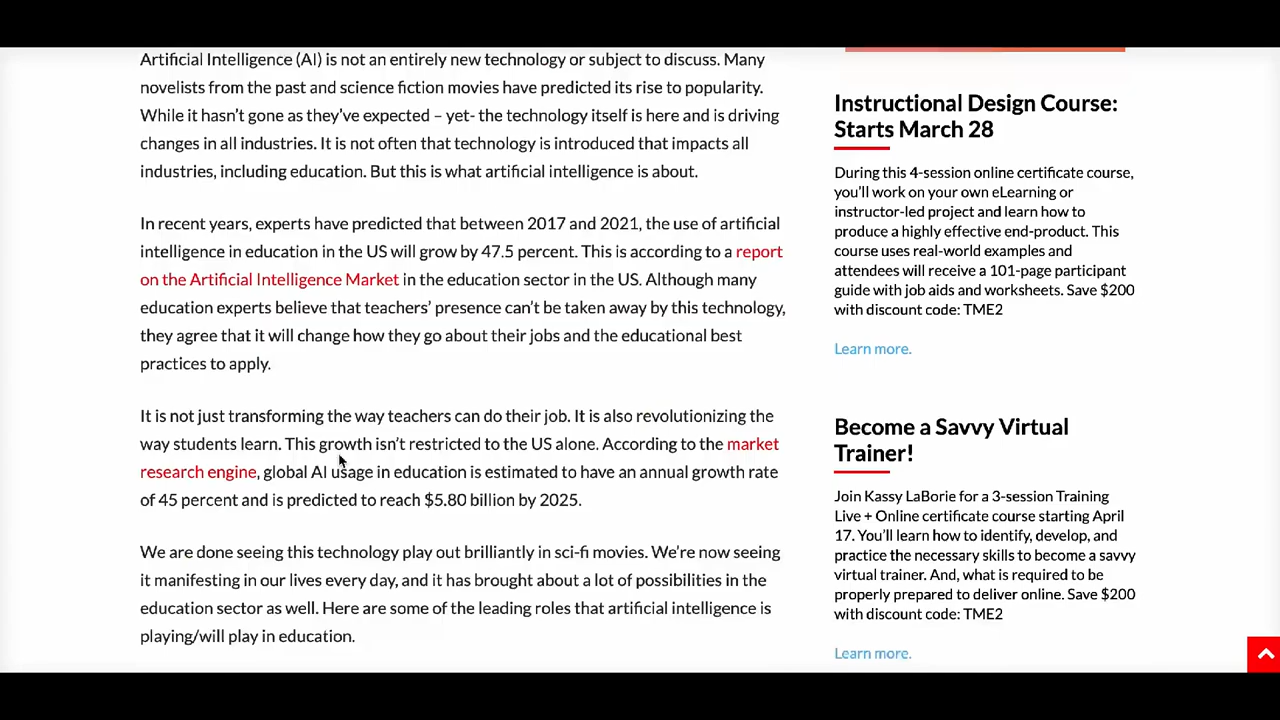 Artificial Intelligence (AI) is not an entirely new technology or subject to discuss. Many
novelists from the past and science fiction movies have predicted its rise to popularity.
While it hasn’t gone as they’ve expected – yet- the technology itself is here and is driving
changes in all industries. It is not often that technology is introduced that impacts all
industries, including education. But this is what artificial intelligence is about.
In recent years, experts have predicted that between 2017 and 2021, the use of artificial
intelligence in education in the US will grow by 47.5 percent. This is according to a report
on the Artificial Intelligence Market in the education sector in the US. Although many
education experts believe that teachers’ presence can’t be taken away by this technology,
they agree that it will change how they go about their jobs and the educational best
practices to apply.
It is not just transforming the way teachers can do their job. It is also revolutionizing the
way students learn. This growth isn’t restricted to the US alone. According to the market
research engine, global AI usage in education is estimated to have an annual growth rate
of 45 percent and is predicted to reach $5.80 billion by 2025.
We are done seeing this technology play out brilliantly in sci-fi movies. We’re now seeing
it manifesting in our lives every day, and it has brought about a lot of possibilities in the
education sector as well. Here are some of the leading roles that artificial intelligence is
playing/will play in education.
Instructional Design Course:
Starts March 28
During this 4-session online certificate course,
you’ll work on your own eLearning or
instructor-led project and learn how to
produce a highly effective end-product. This
course uses real-world examples and
attendees will receive a 101-page participant
guide with job aids and worksheets. Save $200
with discount code: TME2
Learn more.
Become a Savvy Virtual
Trainer!
Join Kassy LaBorie for a 3-session Training
Live + Online certificate course starting April
17. You’ll learn how to identify, develop, and
practice the necessary skills to become a savvy
virtual trainer. And, what is required to be
properly prepared to deliver online. Save $200
with discount code: TME2
Learn more.